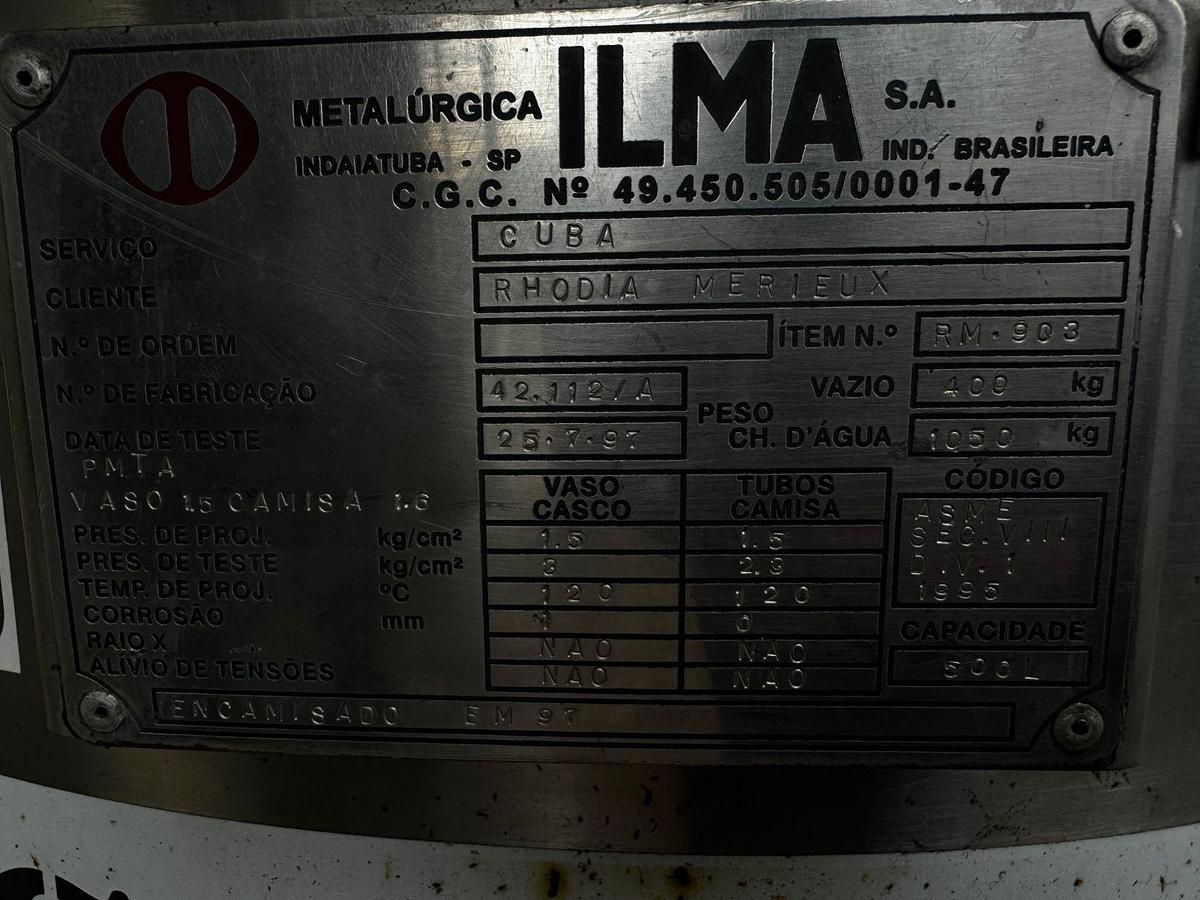 METALÚRGICA ILMA S.A.
INDAIATUBA - SP IND. BRASILEIRA
C.G.C. Nº 49.450.505/0001-47
SERVIÇO CUBA
CLIENTE RHODIA MERIEUX
N.º DE ORDEM ÍTEM N.º RM-903
N.º DE FABRICAÇÃO 42.112/A VAZIO 409 kg
PESO
DATA DE TESTE 25-7-97 CH. D'ÁGUA 1050 kg
PMTA
VASO 1.5 CAMISA 1.6
VASO CASCO TUBOS CAMISA CÓDIGO
PRES. DE PROJ. kg/cm² 1.5 1.5 ASME
PRES. DE TESTE kg/cm² 3 2.3 SEC.VIII
TEMP. DE PROJ. ºC 120 120 DIV. 1
CORROSÃO mm 0 1995
RAIO X NAO NAO CAPACIDADE
ALÍVIO DE TENSÕES NAO NAO 500L
ENCAMISADO EM 97